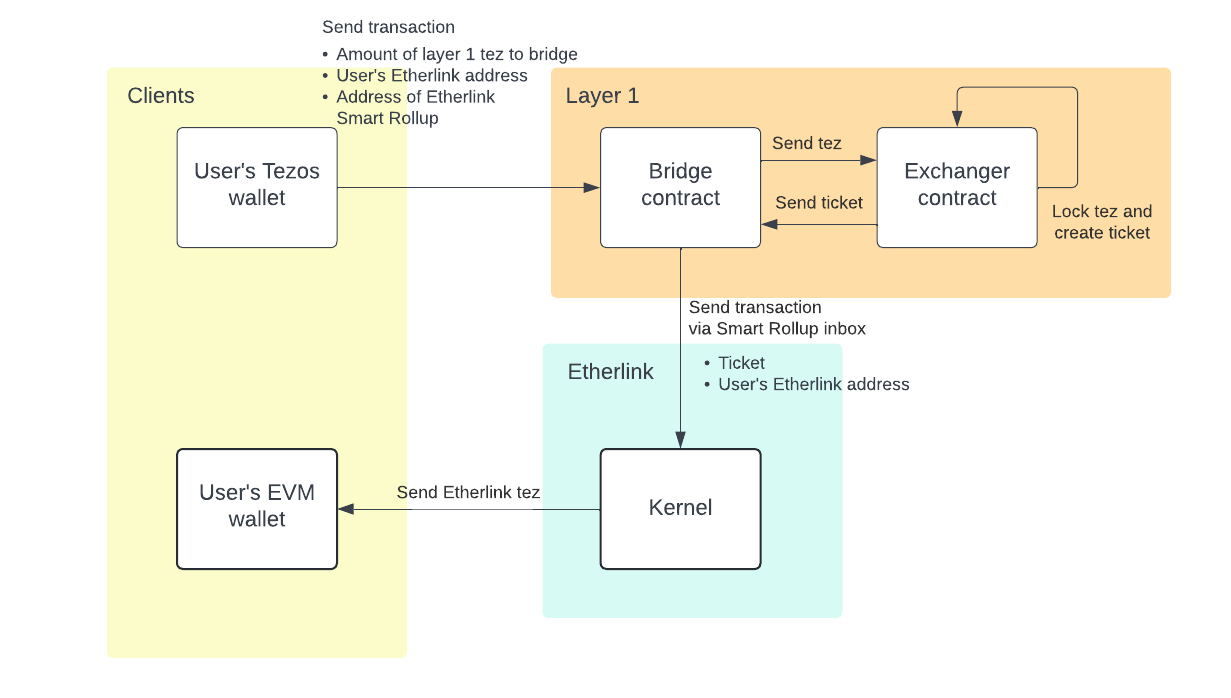 Send transaction
• Amount of layer 1 tez to bridge
• User's Etherlink address
• Address of Etherlink
Smart Rollup
Clients
Layer 1
User's Tezos
wallet
Bridge
contract
Send tez
Send ticket
Exchanger
contract
Lock tez and
create ticket
Send transaction
via Smart Rollup inbox
• Ticket
• User's Etherlink address
Etherlink
User's EVM
wallet
Send Etherlink tez
Kernel